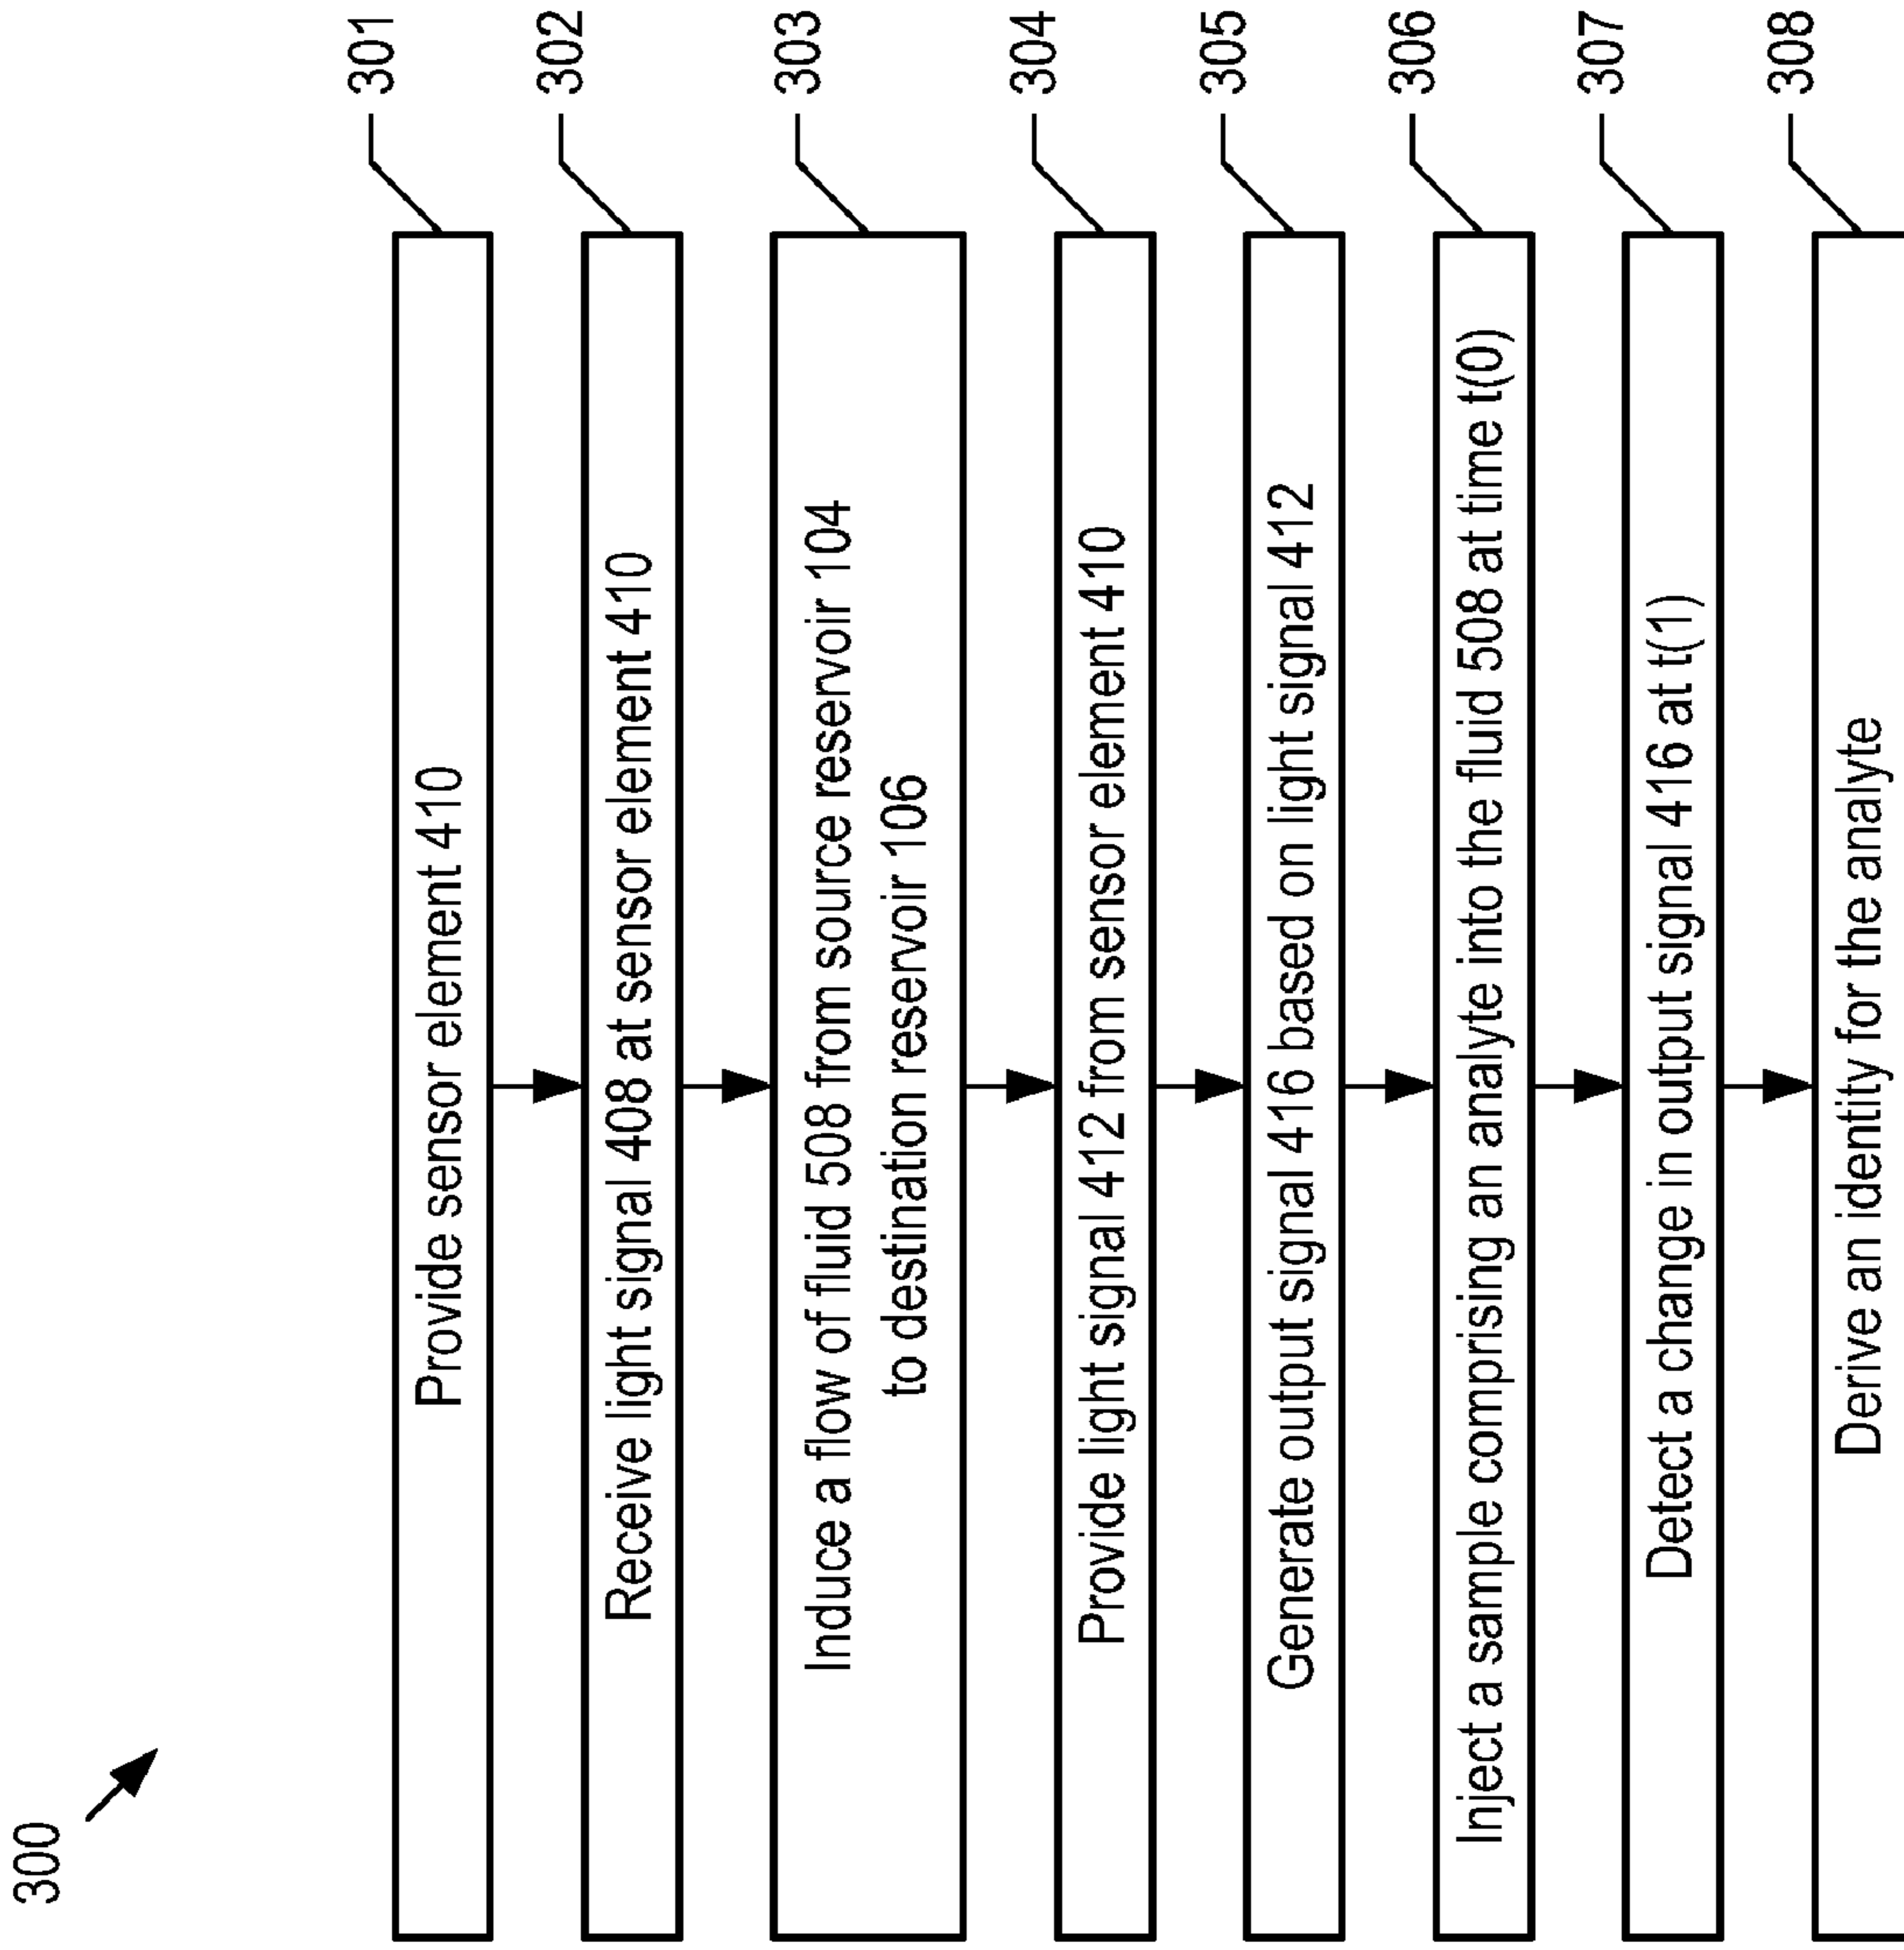 300
301
Provide sensor element 410
302
Receive light signal 408 at sensor element 410
303
Induce a flow of fluid 508 from source reservoir 104
to destination reservoir 106
304
Provide light signal 412 from sensor element 410
305
Generate output signal 416 based on light signal 412
306
Inject a sample comprising an analyte into the fluid 508 at time t(0)
307
Detect a change in output signal 416 at t(1)
308
Derive an identity for the analyte